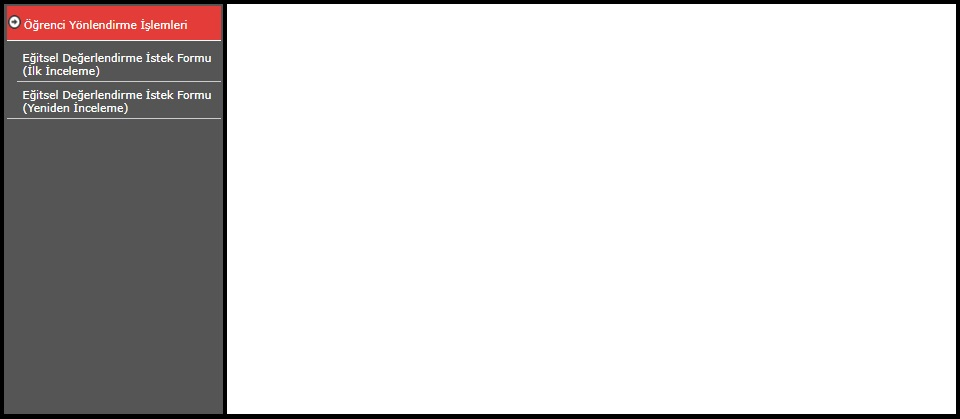 Öğrenci Yönlendirme İşlemleri
Eğitsel Değerlendirme İstek Formu
(İlk İnceleme)
Eğitsel Değerlendirme İstek Formu
(Yeniden İnceleme)